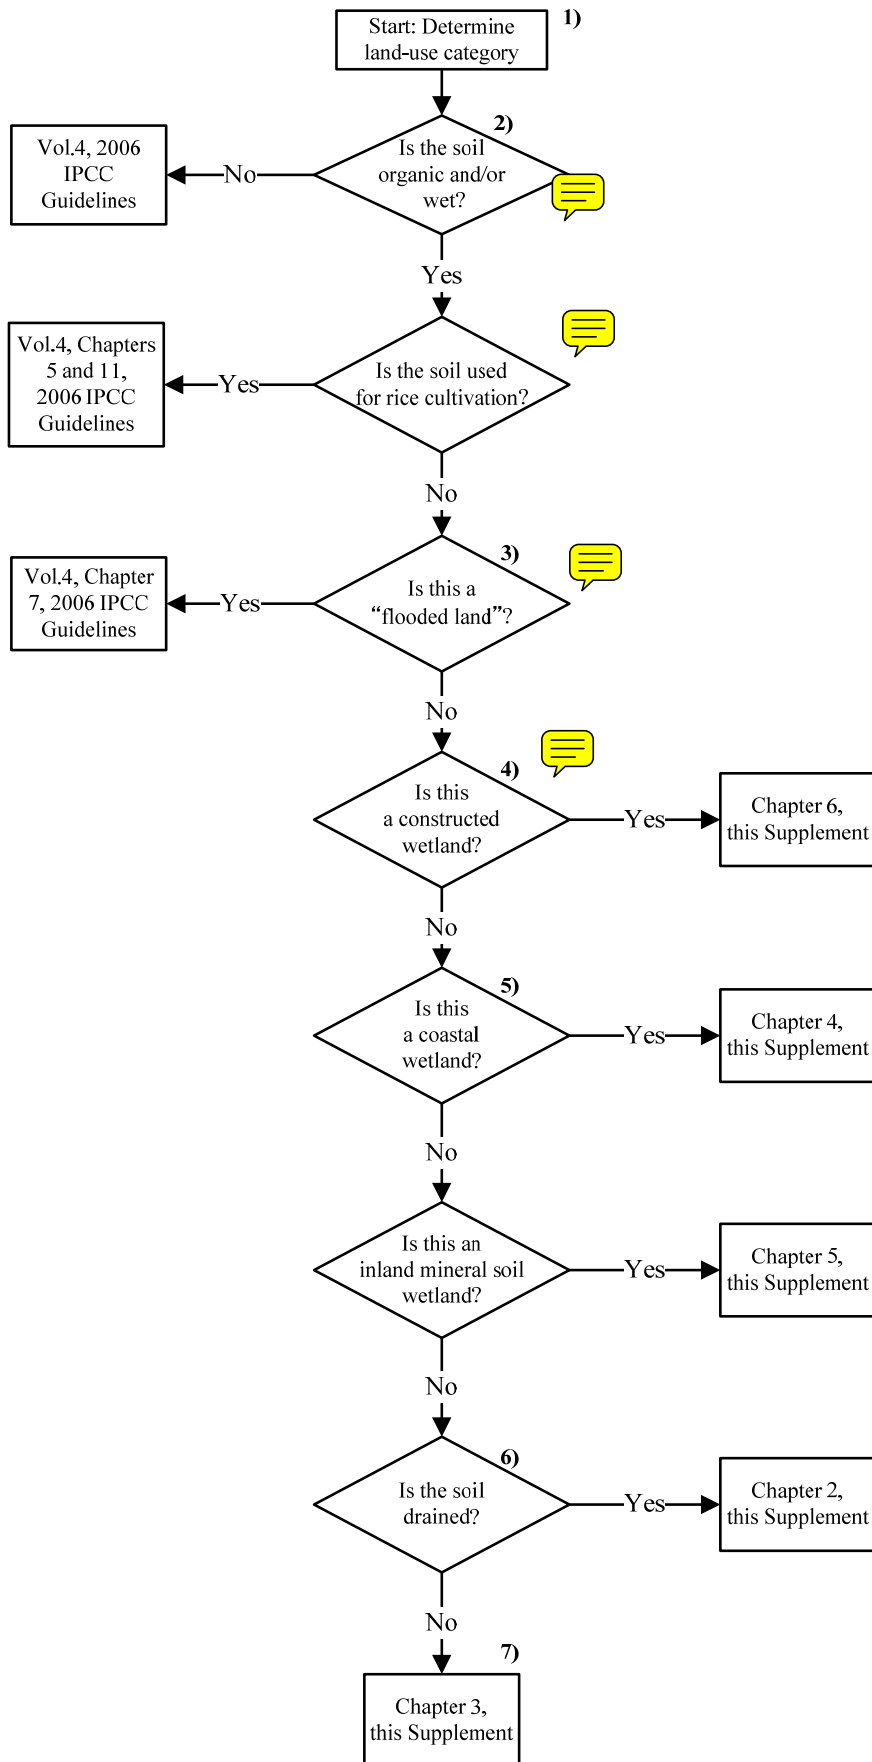 Start: Determine
land-use category
1)
2)
Is the soil
organic and/or
wet?
No
Vol.4, 2006
IPCC
Guidelines
Yes
Is the soil used
for rice cultivation?
Yes
Vol.4, Chapters
5 and 11,
2006 IPCC
Guidelines
No
3)
Is this a
“flooded land”?
Yes
Vol.4, Chapter
7, 2006 IPCC
Guidelines
No
4)
Is this
a constructed
wetland?
Yes
Chapter 6,
this Supplement
No
5)
Is this
a coastal
wetland?
Yes
Chapter 4,
this Supplement
No
Is this an
inland mineral soil
wetland?
Yes
Chapter 5,
this Supplement
No
6)
Is the soil
drained?
Yes
Chapter 2,
this Supplement
No
7)
Chapter 3,
this Supplement